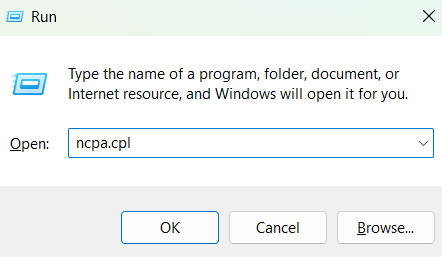 Run
Type the name of a program, folder, document, or
Internet resource, and Windows will open it for you.
Open: ncpa.cpl
OK Cancel Browse...